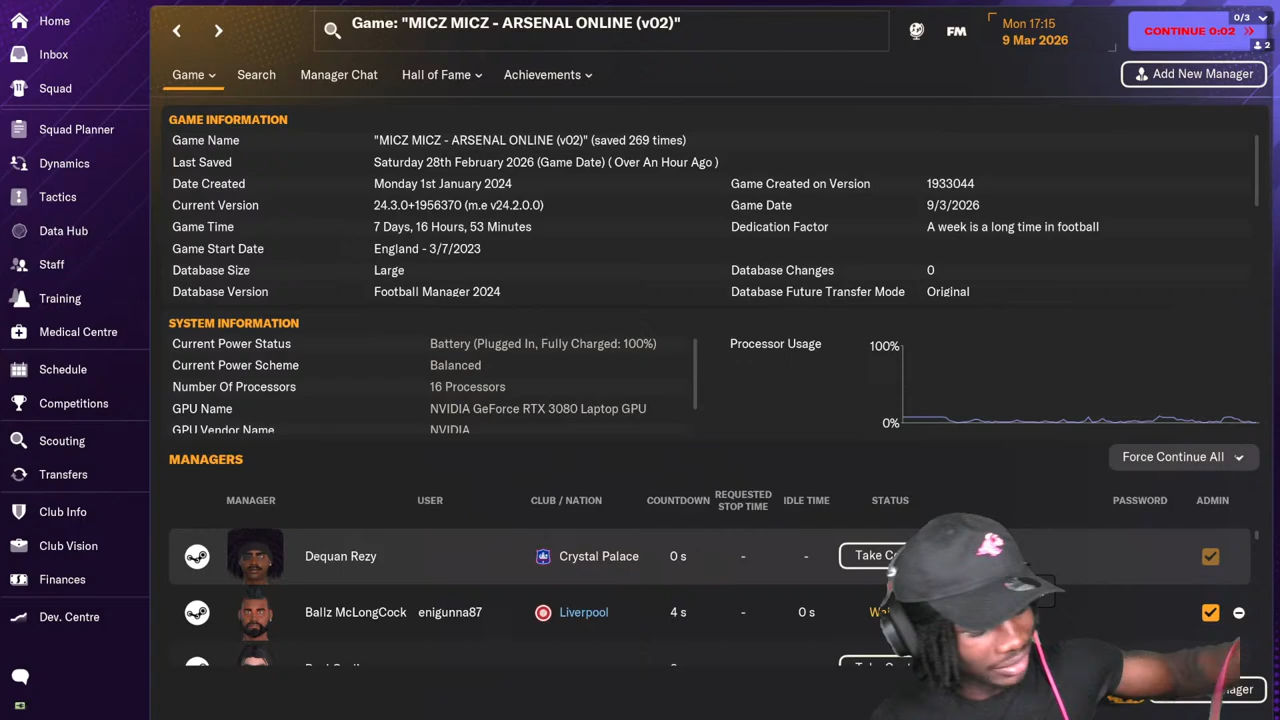 Home
Inbox
Squad
Squad Planner
Dynamics
Tactics
Data Hub
Staff
Training
Medical Centre
Schedule
Competitions
Scouting
Transfers
Club Info
Club Vision
Finances
Dev. Centre
Game: "MICZ MICZ - ARSENAL ONLINE (v02)"
FM
Mon 17:15
9 Mar 2026
0/3
CONTINUE 0:02
2
Game
Search
Manager Chat
Hall of Fame
Achievements
Add New Manager
GAME INFORMATION
Game Name "MICZ MICZ - ARSENAL ONLINE (v02)" (saved 269 times)
Last Saved Saturday 28th February 2026 (Game Date) ( Over An Hour Ago )
Date Created Monday 1st January 2024 Game Created on Version 1933044
Current Version 24.3.0+1956370 (m.e v24.2.0.0) Game Date 9/3/2026
Game Time 7 Days, 16 Hours, 53 Minutes Dedication Factor A week is a long time in football
Game Start Date England - 3/7/2023
Database Size Large Database Changes 0
Database Version Football Manager 2024 Database Future Transfer Mode Original
SYSTEM INFORMATION
Current Power Status Battery (Plugged In, Fully Charged: 100%) Processor Usage 100%
Current Power Scheme Balanced
Number Of Processors 16 Processors
GPU Name NVIDIA GeForce RTX 3080 Laptop GPU 0%
GPU Vendor Name NVIDIA
MANAGERS
Force Continue All
MANAGER USER CLUB / NATION COUNTDOWN REQUESTED STOP TIME IDLE TIME STATUS PASSWORD ADMIN
Dequan Rezy Crystal Palace 0 s - - Take
Ballz McLongCock enigunna87 Liverpool 4 s - 0 s